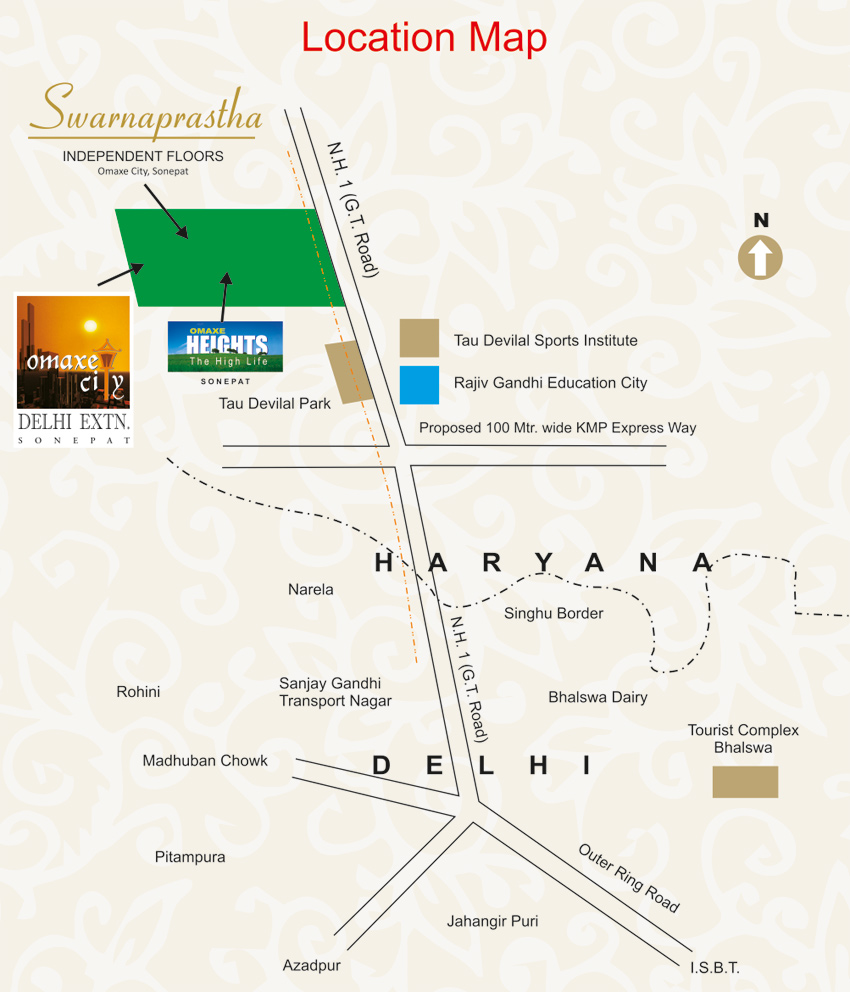 Location Map
Swarnaprastha
INDEPENDENT FLOORS
Omaxe City, Sonepat
N.H. 1 (G.T. Road)
N
omaxe
city
DELHI EXTN.
SONEPAT
OMAXE
HEIGHTS
The High Life
SONEPAT
Tau Devilal Park
Tau Devilal Sports Institute
Rajiv Gandhi Education City
Proposed 100 Mtr. wide KMP Express Way
HARYANA
Narela
Singhu Border
N.H. 1 (G.T. Road)
Rohini
Sanjay Gandhi
Transport Nagar
Bhalswa Dairy
Tourist Complex
Bhalswa
Madhuban Chowk
DELHI
Pitampura
Outer Ring Road
Jahangir Puri
Azadpur
I.S.B.T.